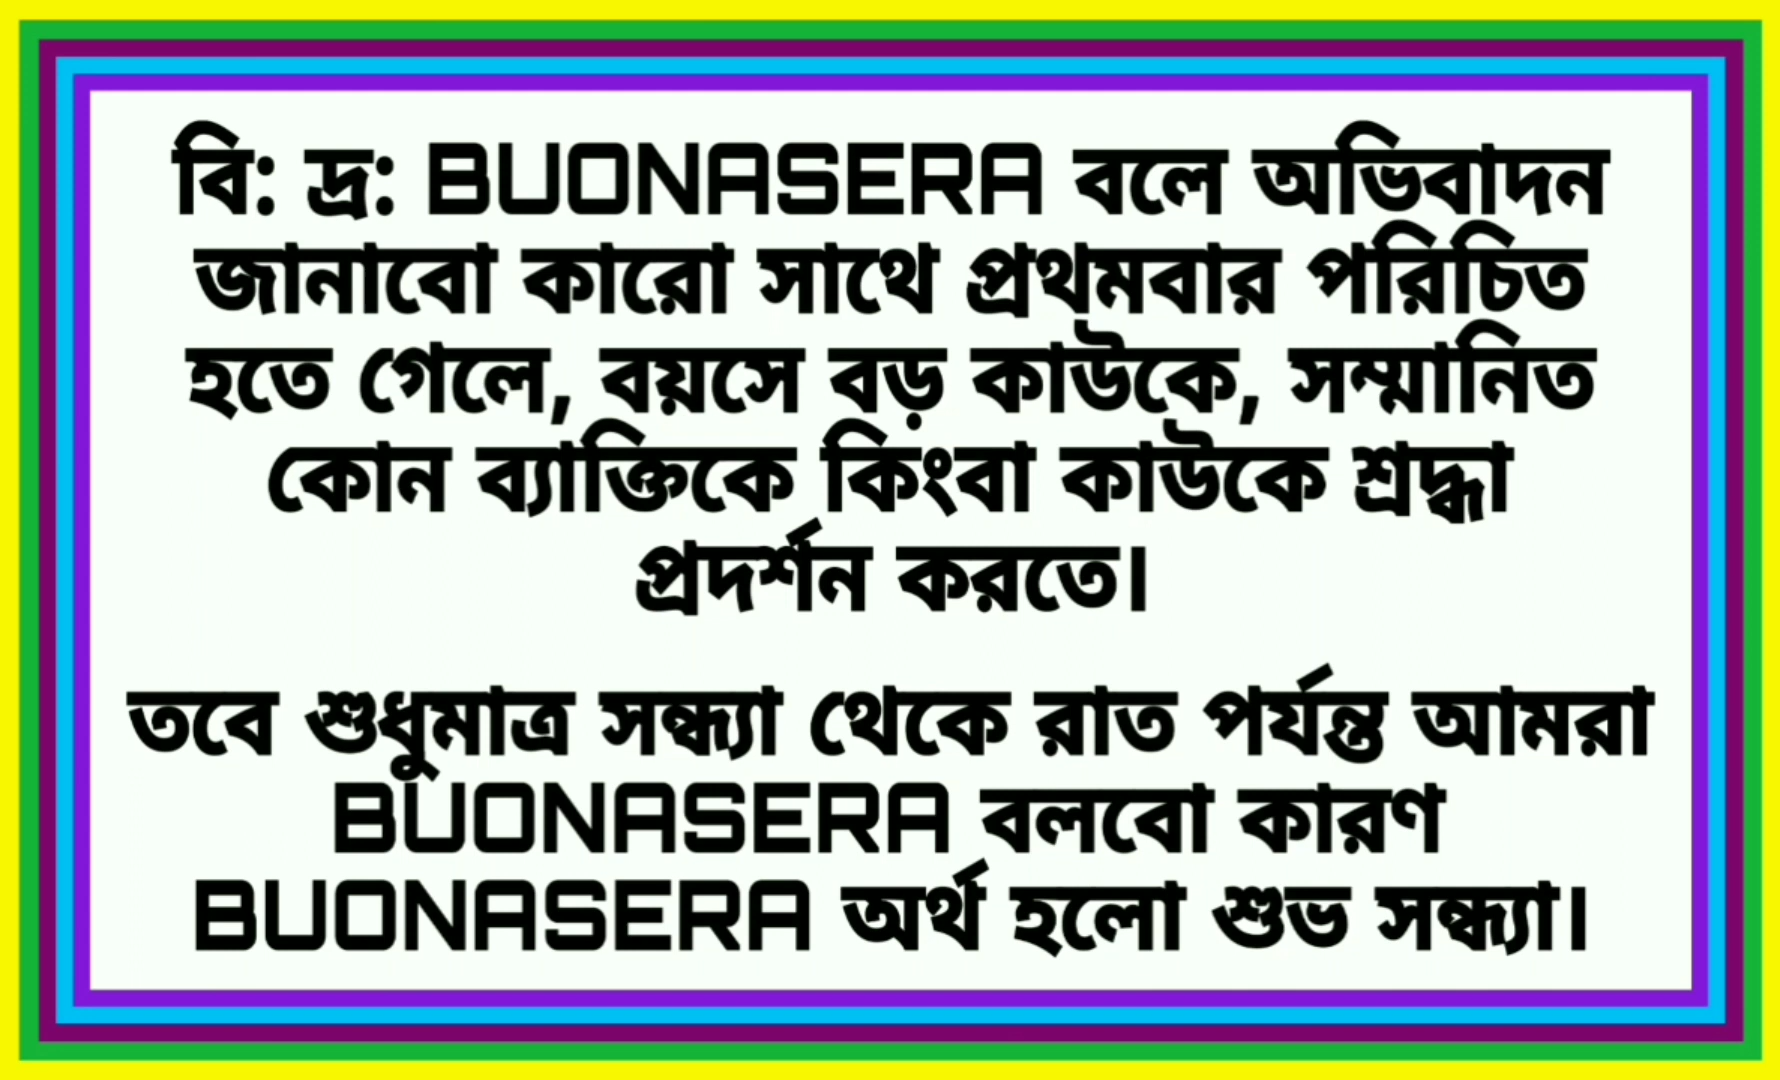 বি: দ্র: BUONASERA বলে অভিবাদন
জানাবো কারো সাথে প্রথমবার পরিচিত
হতে গেলে, বয়সে বড় কাউকে, সম্মানিত
কোন ব্যাক্তিকে কিংবা কাউকে শ্রদ্ধা
প্রদর্শন করতে।
তবে শুধুমাত্র সন্ধ্যা থেকে রাত পর্যন্ত আমরা
BUONASERA বলবো কারণ
BUONASERA অর্থ হলো শুভ সন্ধ্যা।